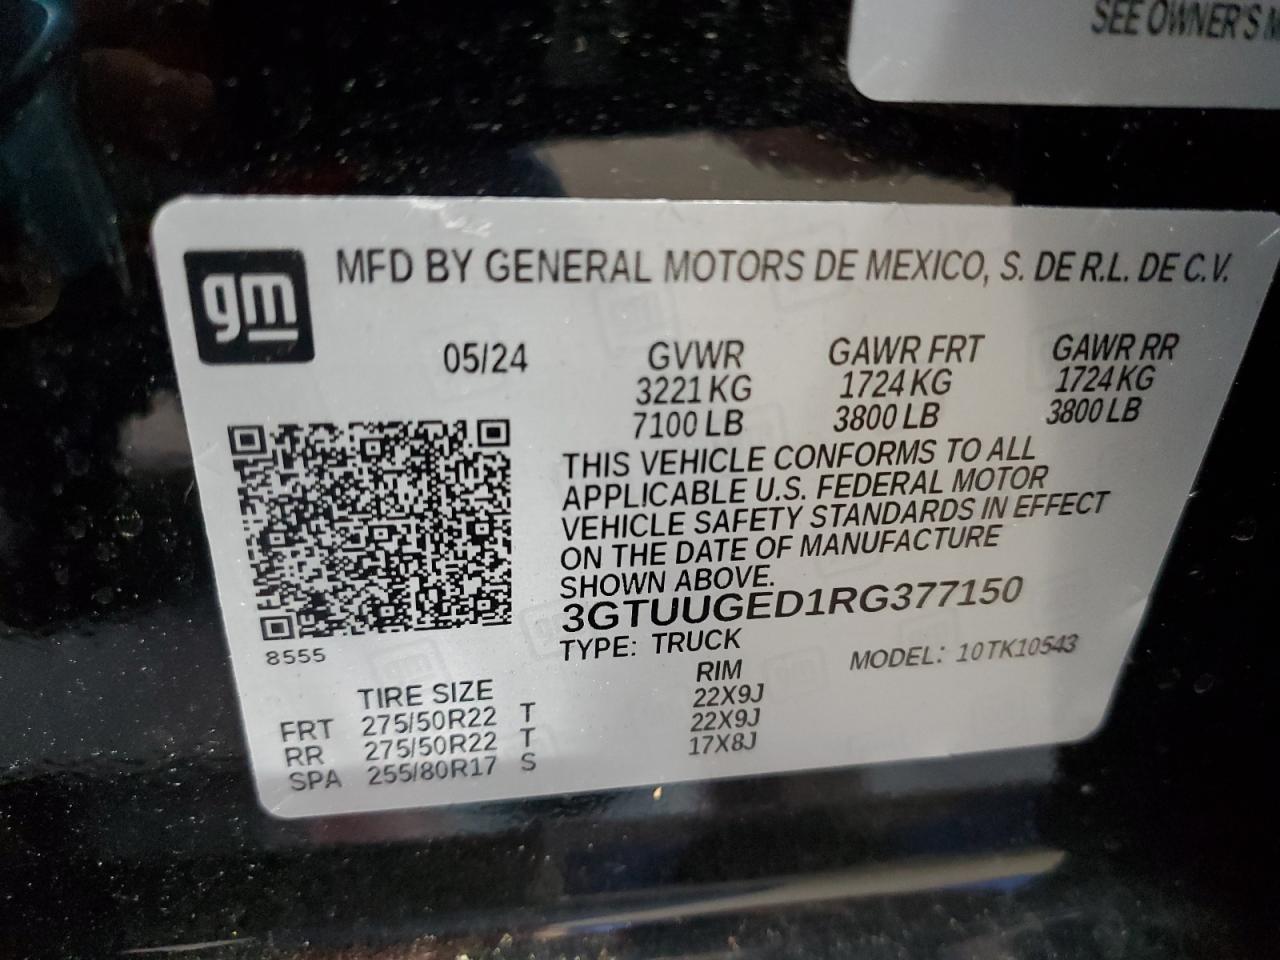 SEE OWNER'S
gm
MFD BY GENERAL MOTORS DE MEXICO, S. DE R.L. DE C.V.
05/24 GVWR GAWR FRT GAWR RR
3221 KG 1724 KG 1724 KG
7100 LB 3800 LB 3800 LB
THIS VEHICLE CONFORMS TO ALL
APPLICABLE U.S. FEDERAL MOTOR
VEHICLE SAFETY STANDARDS IN EFFECT
ON THE DATE OF MANUFACTURE
SHOWN ABOVE.
3GTUUGED1RG377150
8555
TYPE: TRUCK MODEL: 10TK10543
TIRE SIZE RIM
FRT 275/50R22 T 22X9J
RR 275/50R22 T 22X9J
SPA 255/80R17 S 17X8J